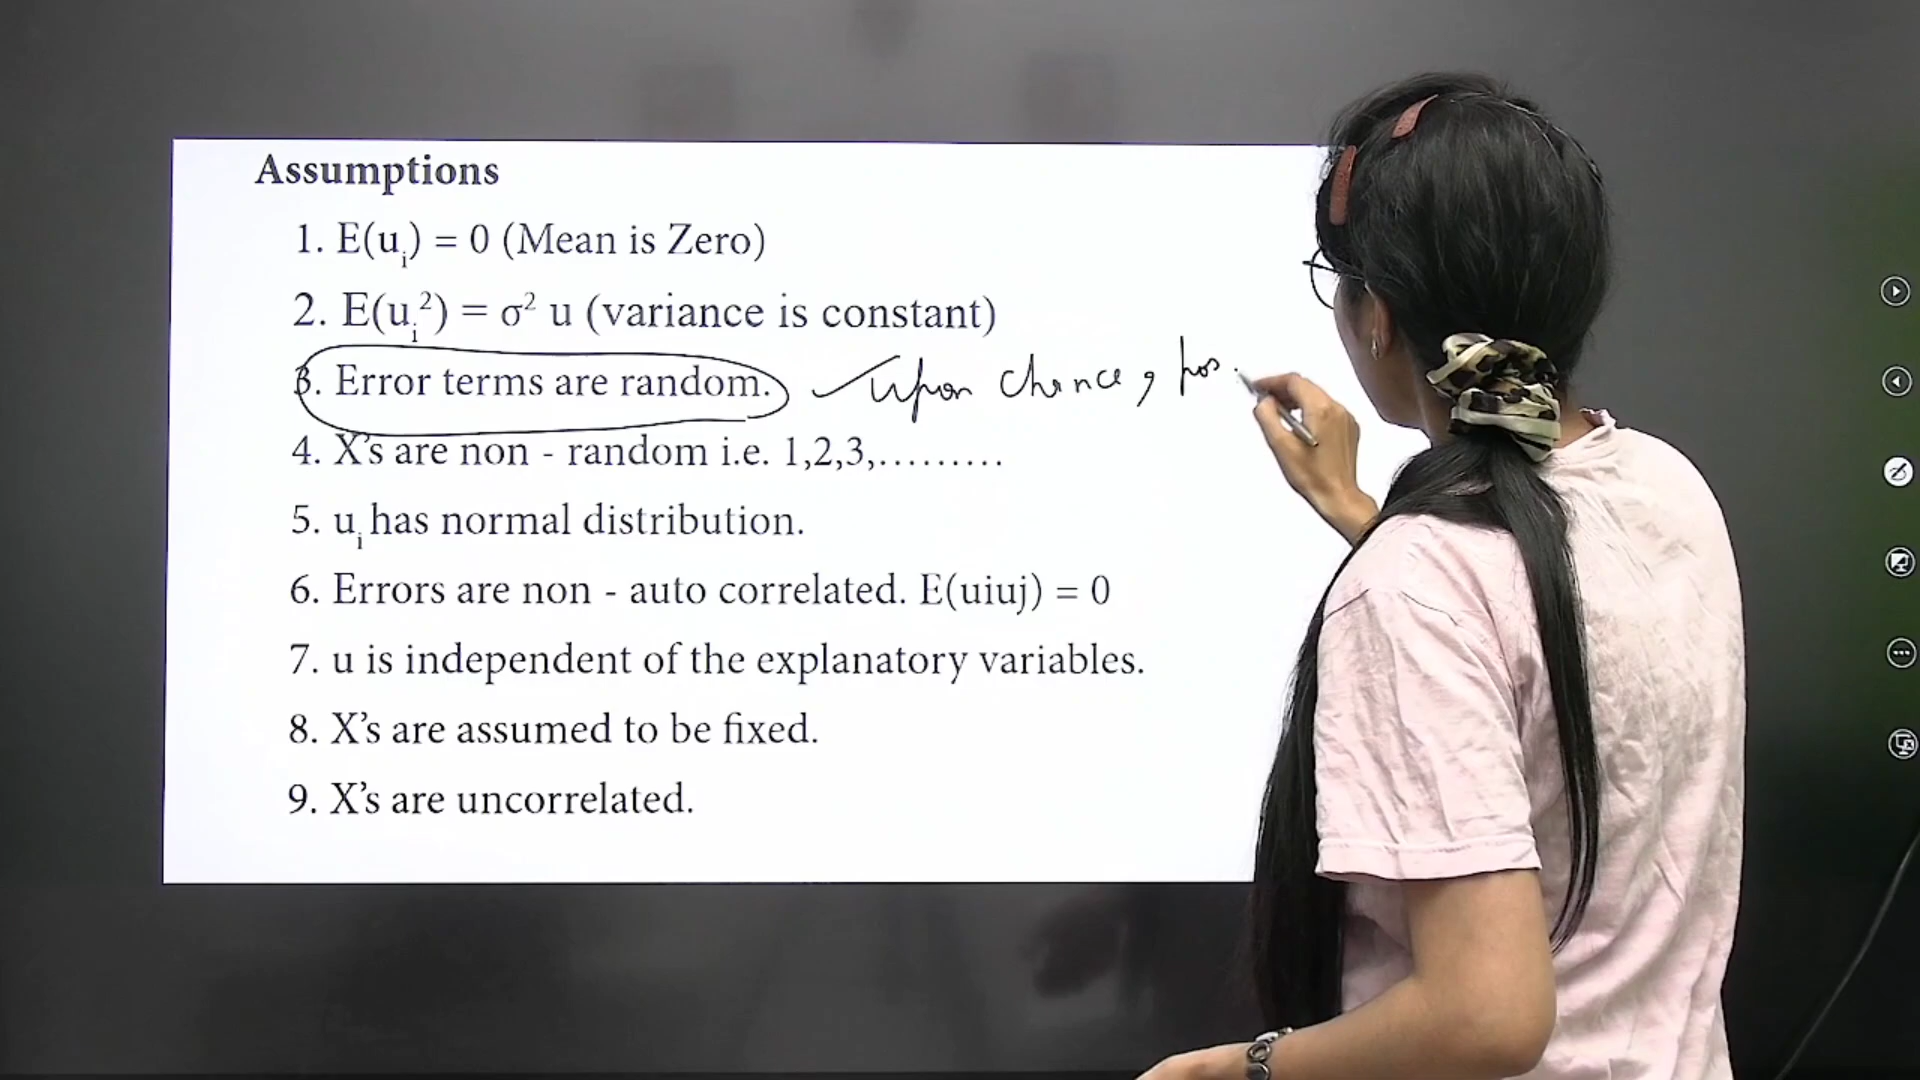 Assumptions
1. E(uᵢ) = 0 (Mean is Zero)
2. E(uᵢ²) = σ² u (variance is constant)
3. Error terms are random. upon chance, pos
4. X's are non - random i.e. 1,2,3,.........
5. uᵢ has normal distribution.
6. Errors are non - auto correlated. E(uiuj) = 0
7. u is independent of the explanatory variables.
8. X's are assumed to be fixed.
9. X's are uncorrelated.